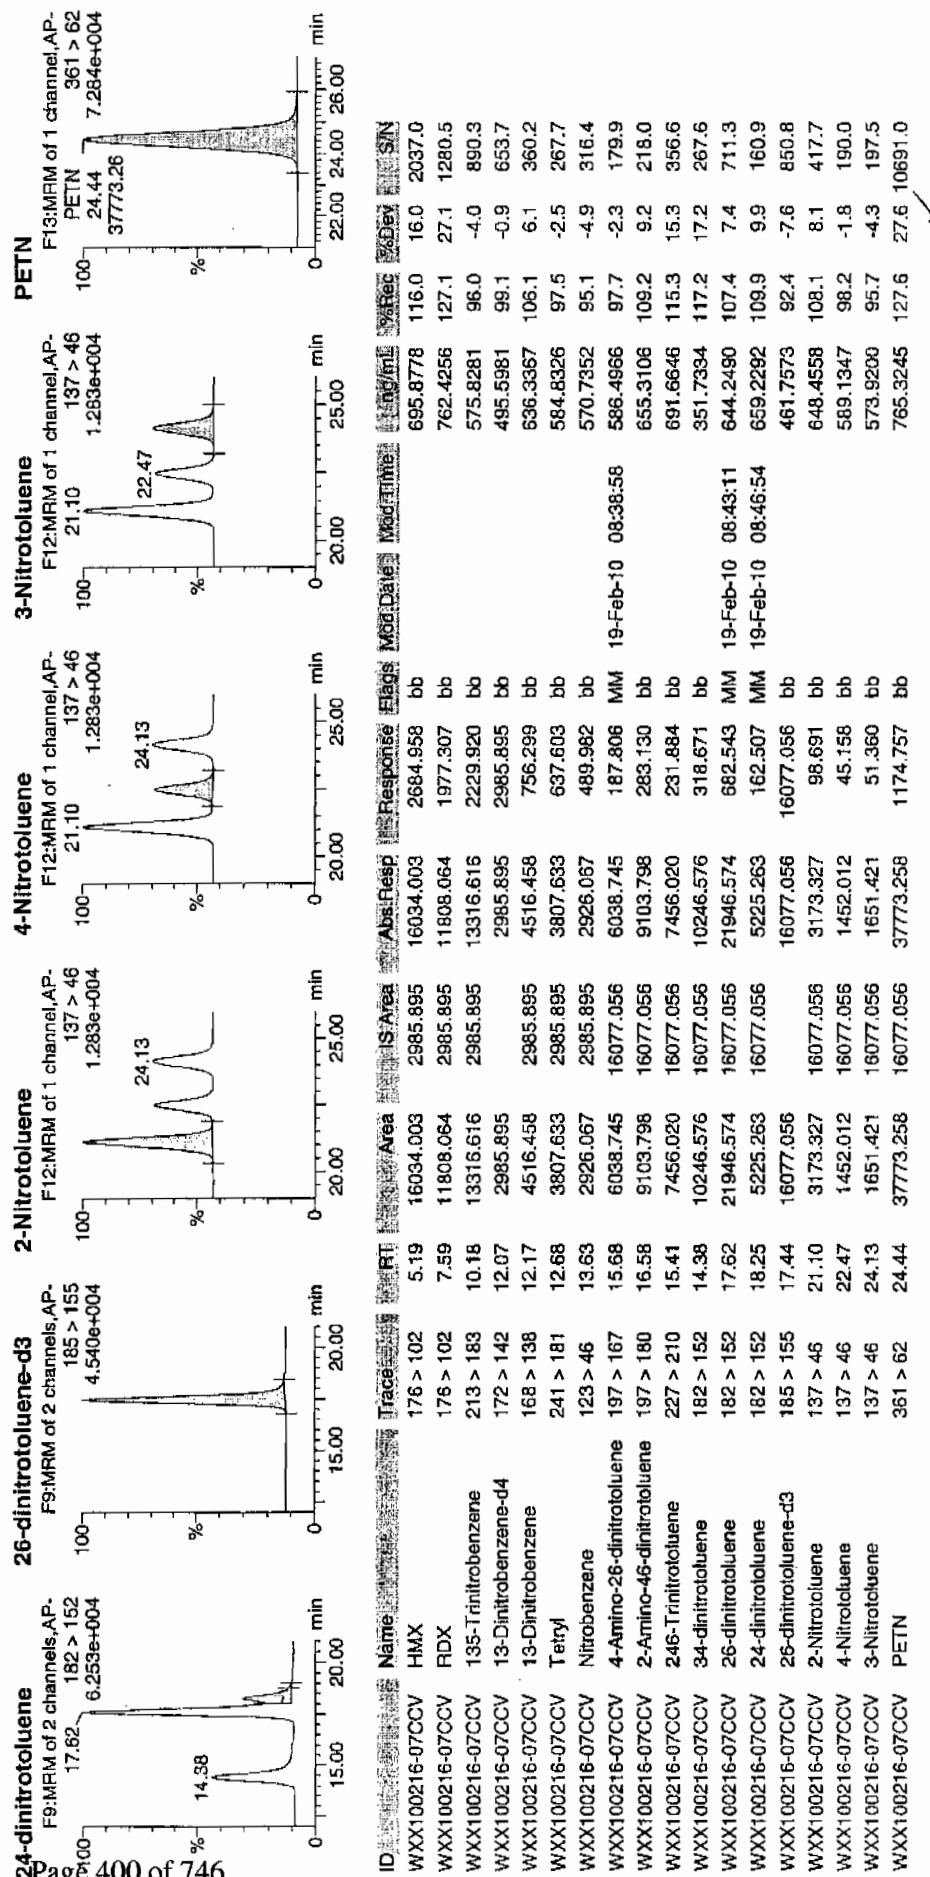 24-dinitrotoluene
F9:MRM of 2 channels,AP-
182 > 152
6.253e+004
17.62
14.38
100
%
0
15.00
20.00
min
26-dinitrotoluene-d3
F9:MRM of 2 channels,AP-
185 > 155
4.540e+004
100
%
0
15.00
20.00
min
2-Nitrotoluene
F12:MRM of 1 channel,AP-
137 > 46
1.283e+004
24.13
100
%
0
20.00
25.00
min
4-Nitrotoluene
F12:MRM of 1 channel,AP-
21.10
137 > 46
1.283e+004
24.13
100
%
0
20.00
25.00
min
3-Nitrotoluene
F12:MRM of 1 channel,AP-
21.10
137 > 46
1.283e+004
22.47
100
%
0
20.00
25.00
min
PETN
F13:MRM of 1 channel,AP-
PETN
361 > 62
24.44
7.284e+004
37773.26
100
%
0
22.00
24.00
26.00
min
ID Name Trace RT Area IS Area Abs.Resp Response Flags Mod.Date Mod.Time ng/mL %Rec %Dev S/N
WXX100216-07CCV HMX 176 > 102 5.19 16034.003 2985.895 16034.003 2684.958 bb 695.8778 116.0 16.0 2037.0
WXX100216-07CCV RDX 176 > 102 7.59 11808.064 2985.895 11808.064 1977.307 bb 762.4256 127.1 27.1 1280.5
WXX100216-07CCV 135-Trinitrobenzene 213 > 183 10.18 13316.616 2985.895 13316.616 2229.920 bb 575.8281 96.0 -4.0 890.3
WXX100216-07CCV 13-Dinitrobenzene-d4 172 > 142 12.07 2985.895 2985.895 2985.895 bb 495.5981 99.1 -0.9 653.7
WXX100216-07CCV 13-Dinitrobenzene 168 > 138 12.17 4516.458 2985.895 4516.458 756.299 bb 636.3367 106.1 6.1 360.2
WXX100216-07CCV Tetryl 241 > 181 12.68 3807.633 2985.895 3807.633 637.603 bb 584.8326 97.5 -2.5 267.7
WXX100216-07CCV Nitrobenzene 123 > 46 13.63 2926.067 2985.895 2926.067 489.982 bb 570.7352 95.1 -4.9 316.4
WXX100216-07CCV 4-Amino-26-dinitrotoluene 197 > 167 15.68 6038.745 16077.056 6038.745 187.806 MM 19-Feb-10 08:38:58 586.4966 97.7 -2.3 179.9
WXX100216-07CCV 2-Amino-46-dinitrotoluene 197 > 180 16.58 9103.798 16077.056 9103.798 283.130 bb 655.3106 109.2 9.2 218.0
WXX100216-07CCV 246-Trinitrotoluene 227 > 210 15.41 7456.020 16077.056 7456.020 231.884 bb 691.6646 115.3 15.3 356.6
WXX100216-07CCV 34-dinitrotoluene 182 > 152 14.38 10246.576 16077.056 10246.576 318.671 bb 351.7334 117.2 17.2 267.6
WXX100216-07CCV 26-dinitrotoluene 182 > 152 17.62 21946.574 16077.056 21946.574 682.543 MM 19-Feb-10 08:43:11 644.2490 107.4 7.4 711.3
WXX100216-07CCV 24-dinitrotoluene 182 > 152 18.25 5225.263 16077.056 5225.263 162.507 MM 19-Feb-10 08:46:54 659.2292 109.9 9.9 160.9
WXX100216-07CCV 26-dinitrotoluene-d3 185 > 155 17.44 16077.056 16077.056 16077.056 bb 461.7573 92.4 -7.6 850.8
WXX100216-07CCV 2-Nitrotoluene 137 > 46 21.10 3173.327 16077.056 3173.327 98.691 bb 648.4558 108.1 8.1 417.7
WXX100216-07CCV 4-Nitrotoluene 137 > 46 22.47 1452.012 16077.056 1452.012 45.158 bb 589.1347 98.2 -1.8 190.0
WXX100216-07CCV 3-Nitrotoluene 137 > 46 24.13 1651.421 16077.056 1651.421 51.360 bb 573.9200 95.7 -4.3 197.5
WXX100216-07CCV PETN 361 > 62 24.44 37773.258 16077.056 37773.258 1174.757 bb 765.3245 127.6 27.6 10691.0
Page 400 of 746